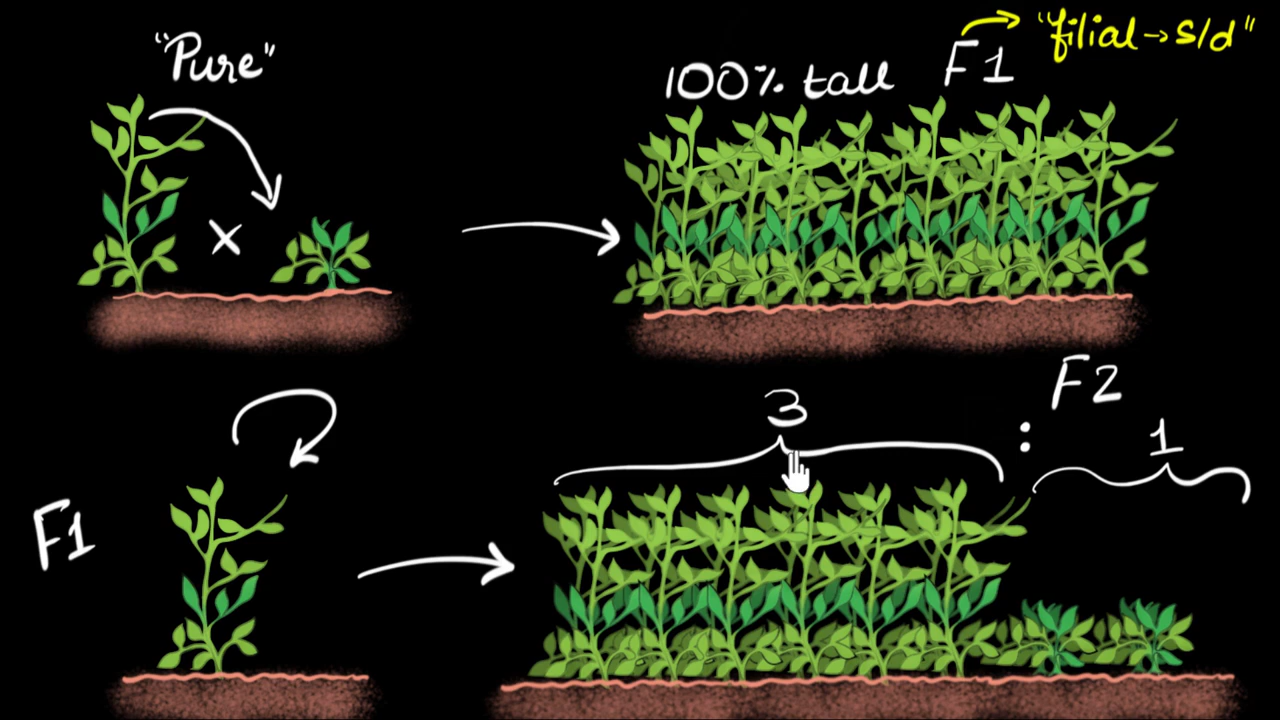 "Pure"
"filial → s/d"
100% tall F1
x
F2
3 : 1
F1